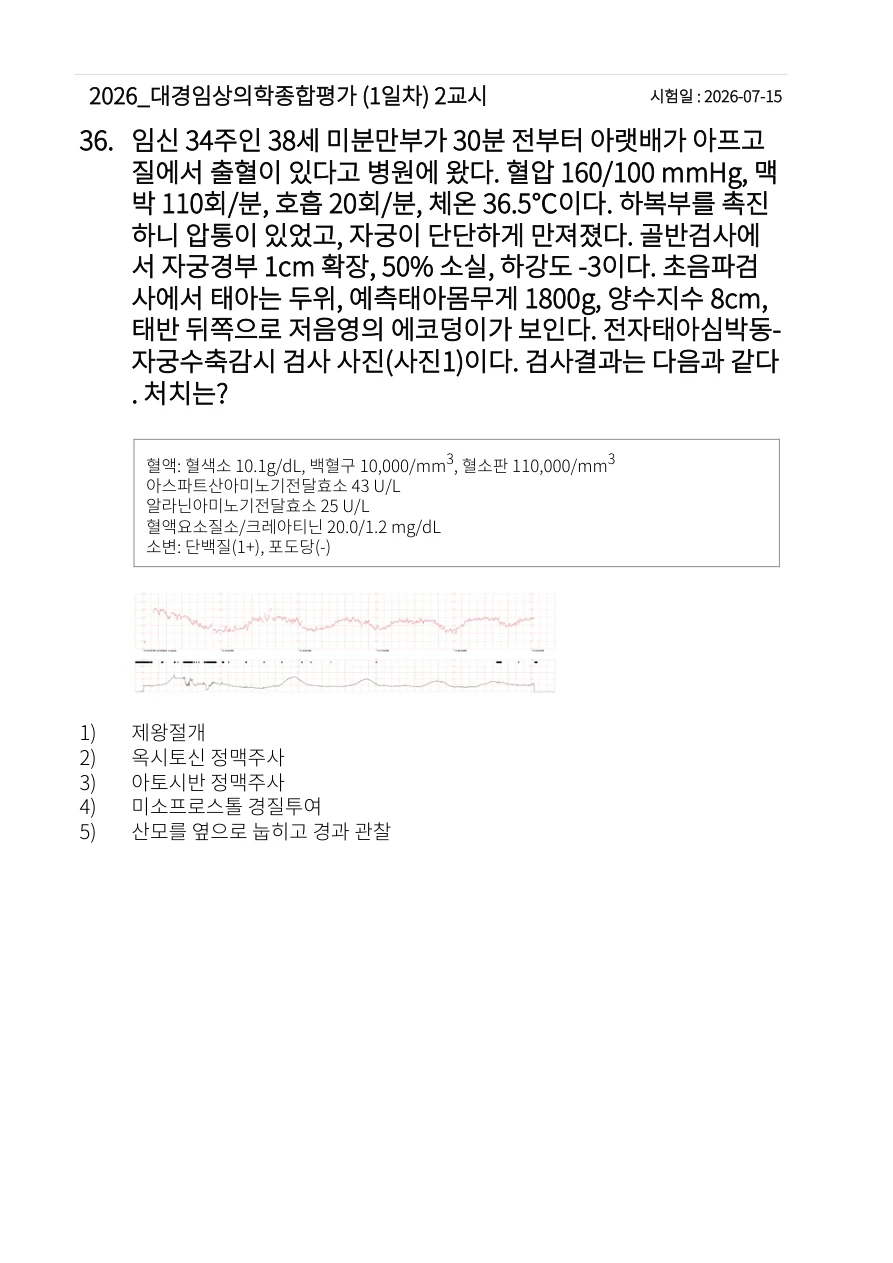 2026_대경임상의학종합평가 (1일차) 2교시
시험일 : 2026-07-15
36. 임신 34주인 38세 미분만부가 30분 전부터 아랫배가 아프고
질에서 출혈이 있다고 병원에 왔다. 혈압 160/100 mmHg, 맥
박 110회/분, 호흡 20회/분, 체온 36.5℃이다. 하복부를 촉진
하니 압통이 있었고, 자궁이 단단하게 만져졌다. 골반검사에
서 자궁경부 1cm 확장, 50% 소실, 하강도 -3이다. 초음파검
사에서 태아는 두위, 예측태아몸무게 1800g, 양수지수 8cm,
태반 뒤쪽으로 저음영의 에코덩이가 보인다. 전자태아심박동-
자궁수축감시 검사 사진(사진1)이다. 검사결과는 다음과 같다
. 처치는?
혈액: 혈색소 10.1g/dL, 백혈구 10,000/mm3, 혈소판 110,000/mm3
아스파트산아미노기전달효소 43 U/L
알라닌아미노기전달효소 25 U/L
혈액요소질소/크레아티닌 20.0/1.2 mg/dL
소변: 단백질(1+), 포도당(-)
1) 제왕절개
2) 옥시토신 정맥주사
3) 아토시반 정맥주사
4) 미소프로스톨 경질투여
5) 산모를 옆으로 눕히고 경과 관찰